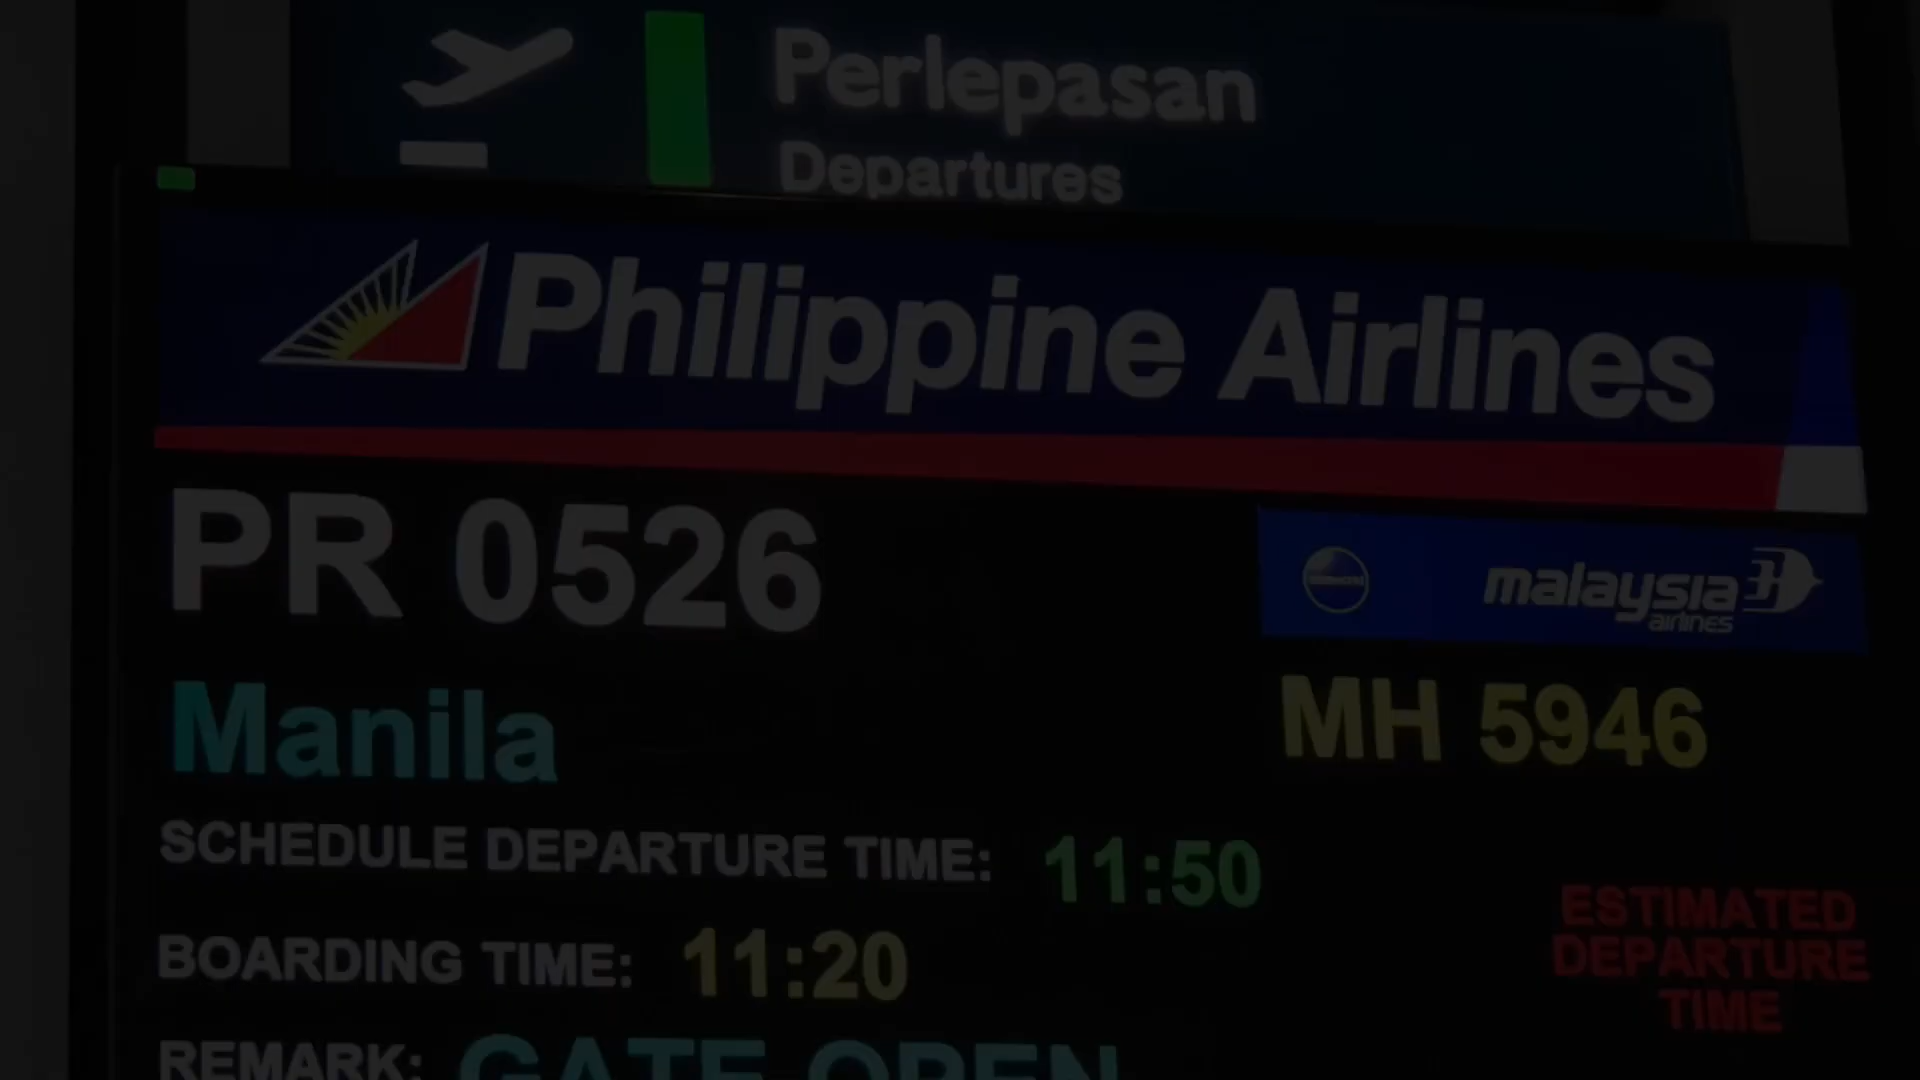 Perlepasan
Departures
Philippine Airlines
PR 0526
malaysia
airlines
Manila
MH 5946
SCHEDULE DEPARTURE TIME: 11:50
ESTIMATED
DEPARTURE
TIME
BOARDING TIME: 11:20
REMARK: GATE OPEN